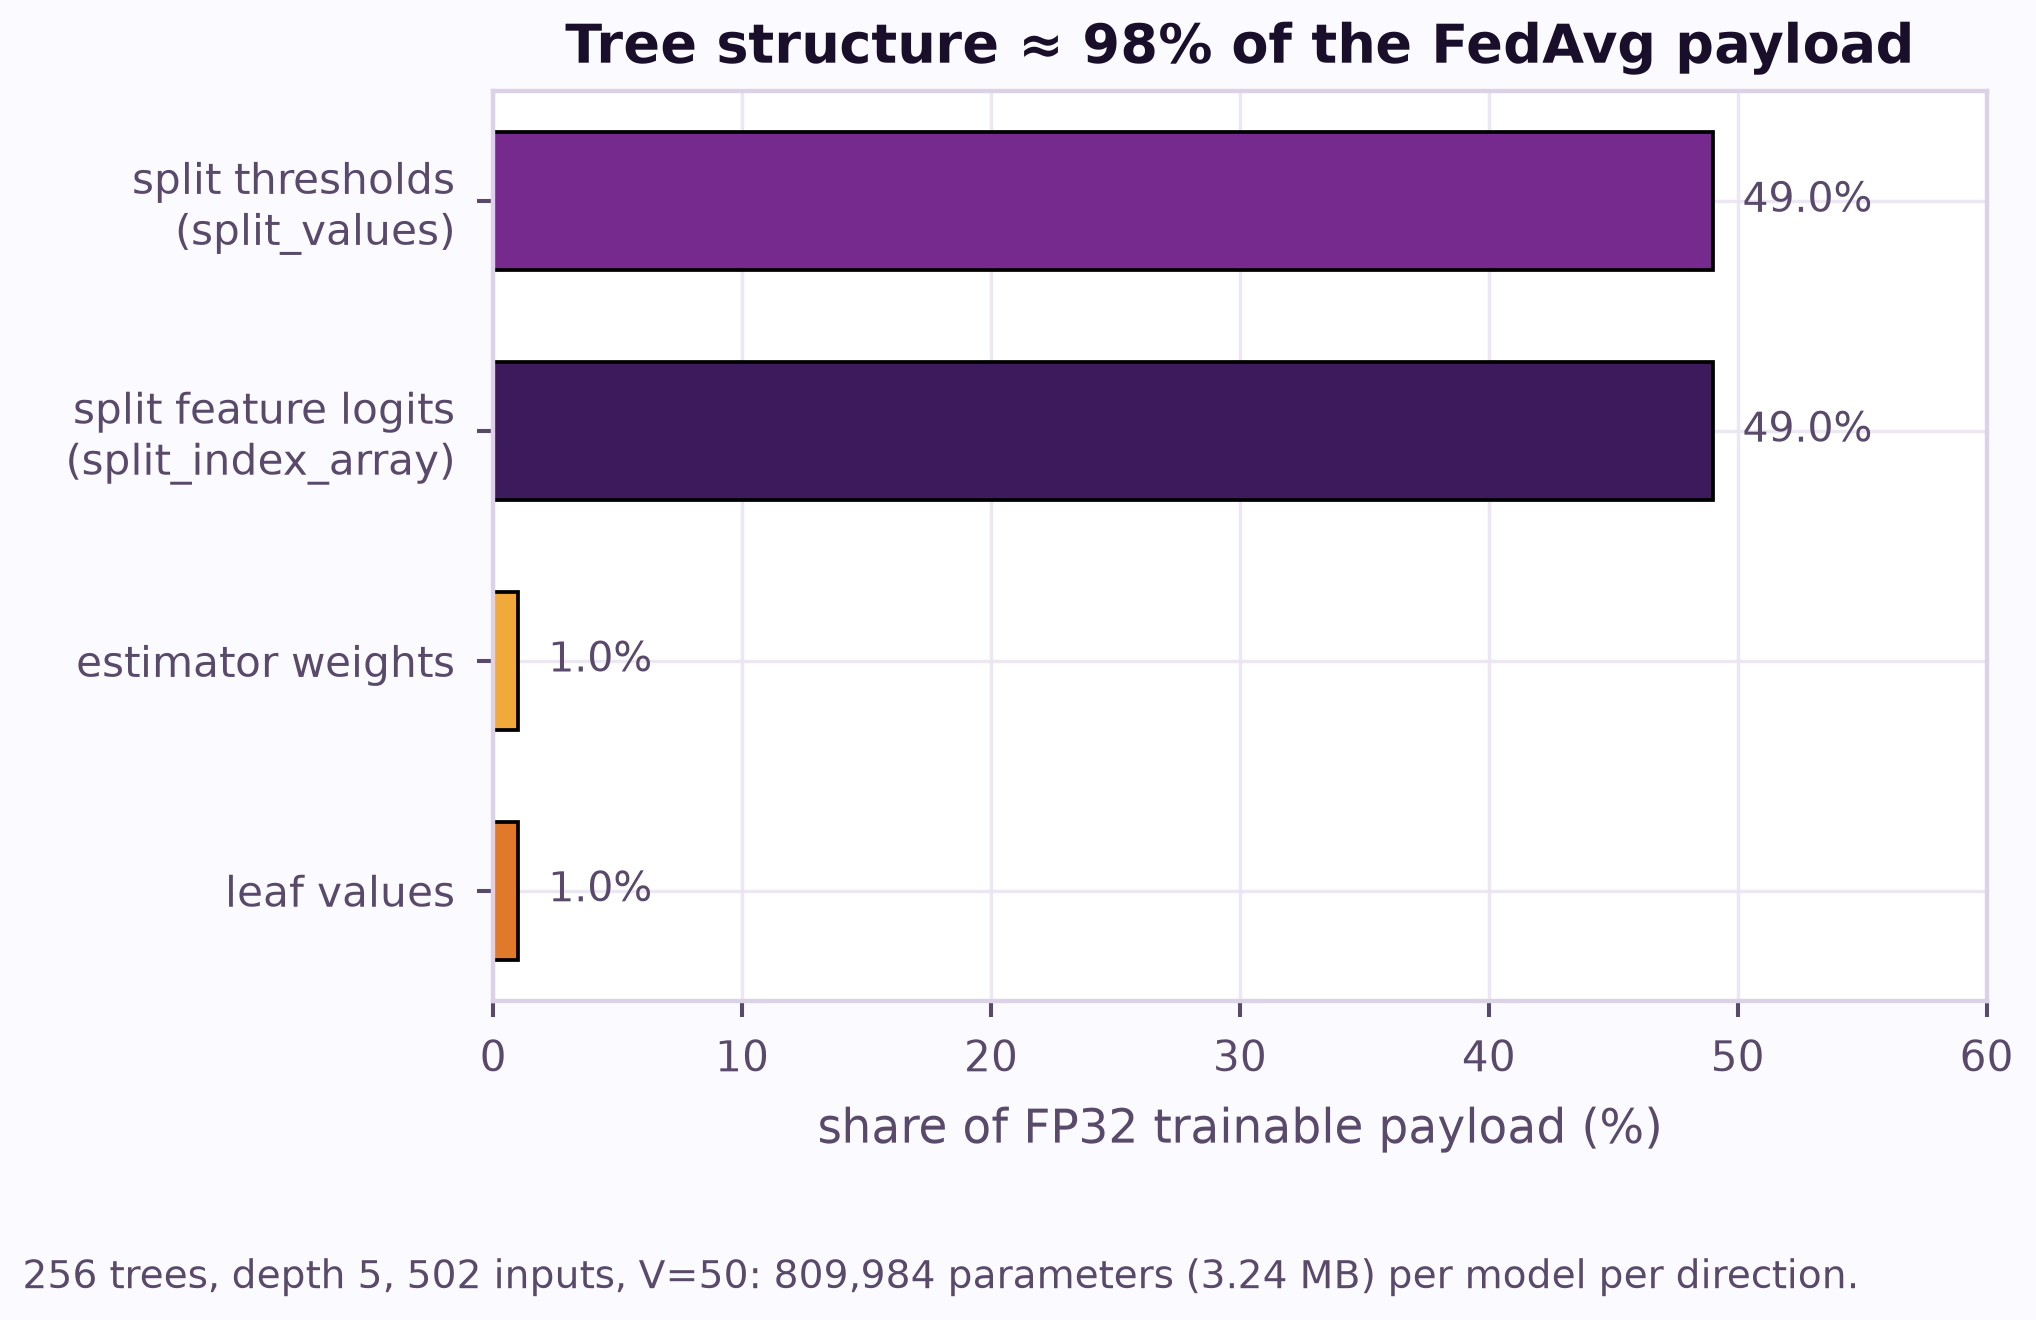 Tree structure ≈ 98% of the FedAvg payload
split thresholds
(split_values)
49.0%
split feature logits
(split_index_array)
49.0%
estimator weights
1.0%
leaf values
1.0%
0 10 20 30 40 50 60
share of FP32 trainable payload (%)
256 trees, depth 5, 502 inputs, V=50: 809,984 parameters (3.24 MB) per model per direction.